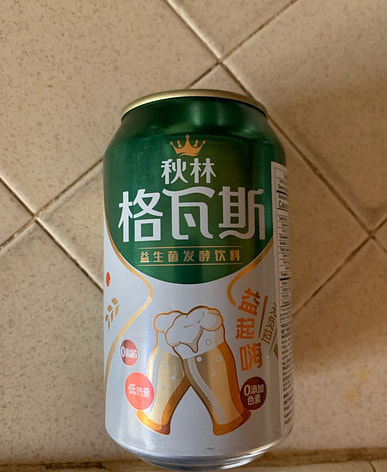 秋林
格瓦斯
益生菌发酵饮料
益起嗨
0脂肪
低热量
0添加
色素